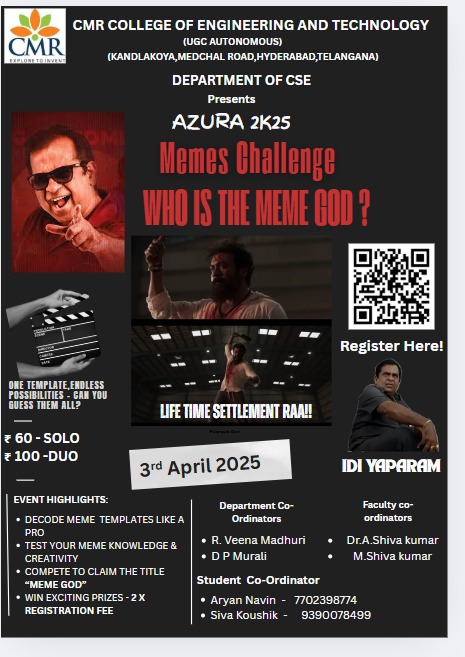 CMR
EXPLORE TO INVENT
CMR COLLEGE OF ENGINEERING AND TECHNOLOGY
(UGC AUTONOMOUS)
(KANDLAKOYA,MEDCHAL ROAD,HYDERABAD,TELANGANA)
DEPARTMENT OF CSE
Presents
AZURA 2K25
Memes Challenge
WHO IS THE MEME GOD ?
LIFE TIME SETTLEMENT RAA!!
Register Here!
IDI YAPARAM
ONE TEMPLATE,ENDLESS
POSSIBILITIES - CAN YOU
GUESS THEM ALL?
₹ 60 - SOLO
₹ 100 -DUO
3rd April 2025
EVENT HIGHLIGHTS:
• DECODE MEME TEMPLATES LIKE A
PRO
• TEST YOUR MEME KNOWLEDGE &
CREATIVITY
• COMPETE TO CLAIM THE TITLE
“MEME GOD”
• WIN EXCITING PRIZES - 2 X
REGISTRATION FEE
Department Co-
Ordinators
• R. Veena Madhuri
• D P Murali
Faculty co-
ordinators
• Dr.A.Shiva kumar
• M.Shiva kumar
Student Co-Ordinator
• Aryan Navin - 7702398774
• Siva Koushik - 9390078499